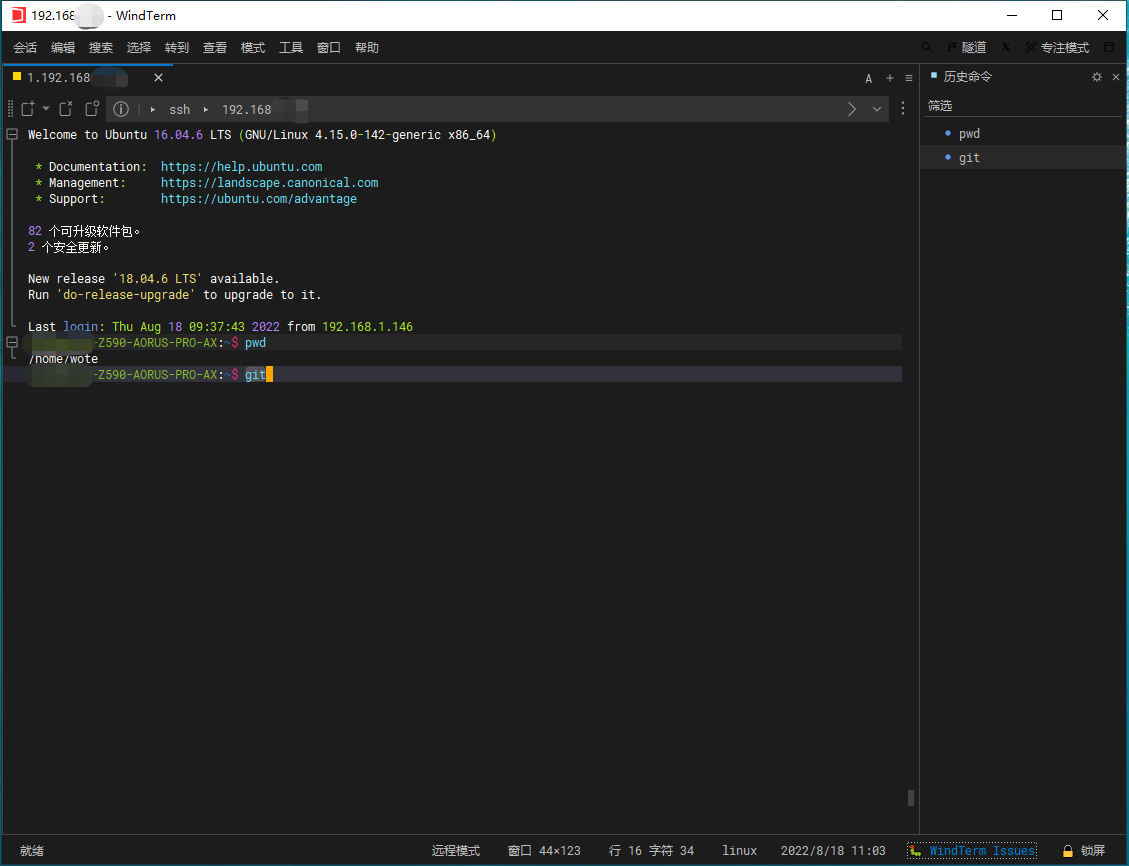 192.168 - WindTerm
会话 编辑 搜索 选择 转到 查看 模式 工具 窗口 帮助 隧道 X 专注模式
1.192.168 A
历史命令
ssh 192.168
筛选
Welcome to Ubuntu 16.04.6 LTS (GNU/Linux 4.15.0-142-generic x86_64)
pwd
git
* Documentation: https://help.ubuntu.com
* Management: https://landscape.canonical.com
* Support: https://ubuntu.com/advantage
82 个可升级软件包。
2 个安全更新。
New release '18.04.6 LTS' available.
Run 'do-release-upgrade' to upgrade to it.
Last login: Thu Aug 18 09:37:43 2022 from 192.168.1.146
-Z590-AORUS-PRO-AX:~$ pwd
/home/wote
-Z590-AORUS-PRO-AX:~$ git
就绪 远程模式 窗口 44×123 行 16 字符 34 linux 2022/8/18 11:03 WindTerm Issues 锁屏